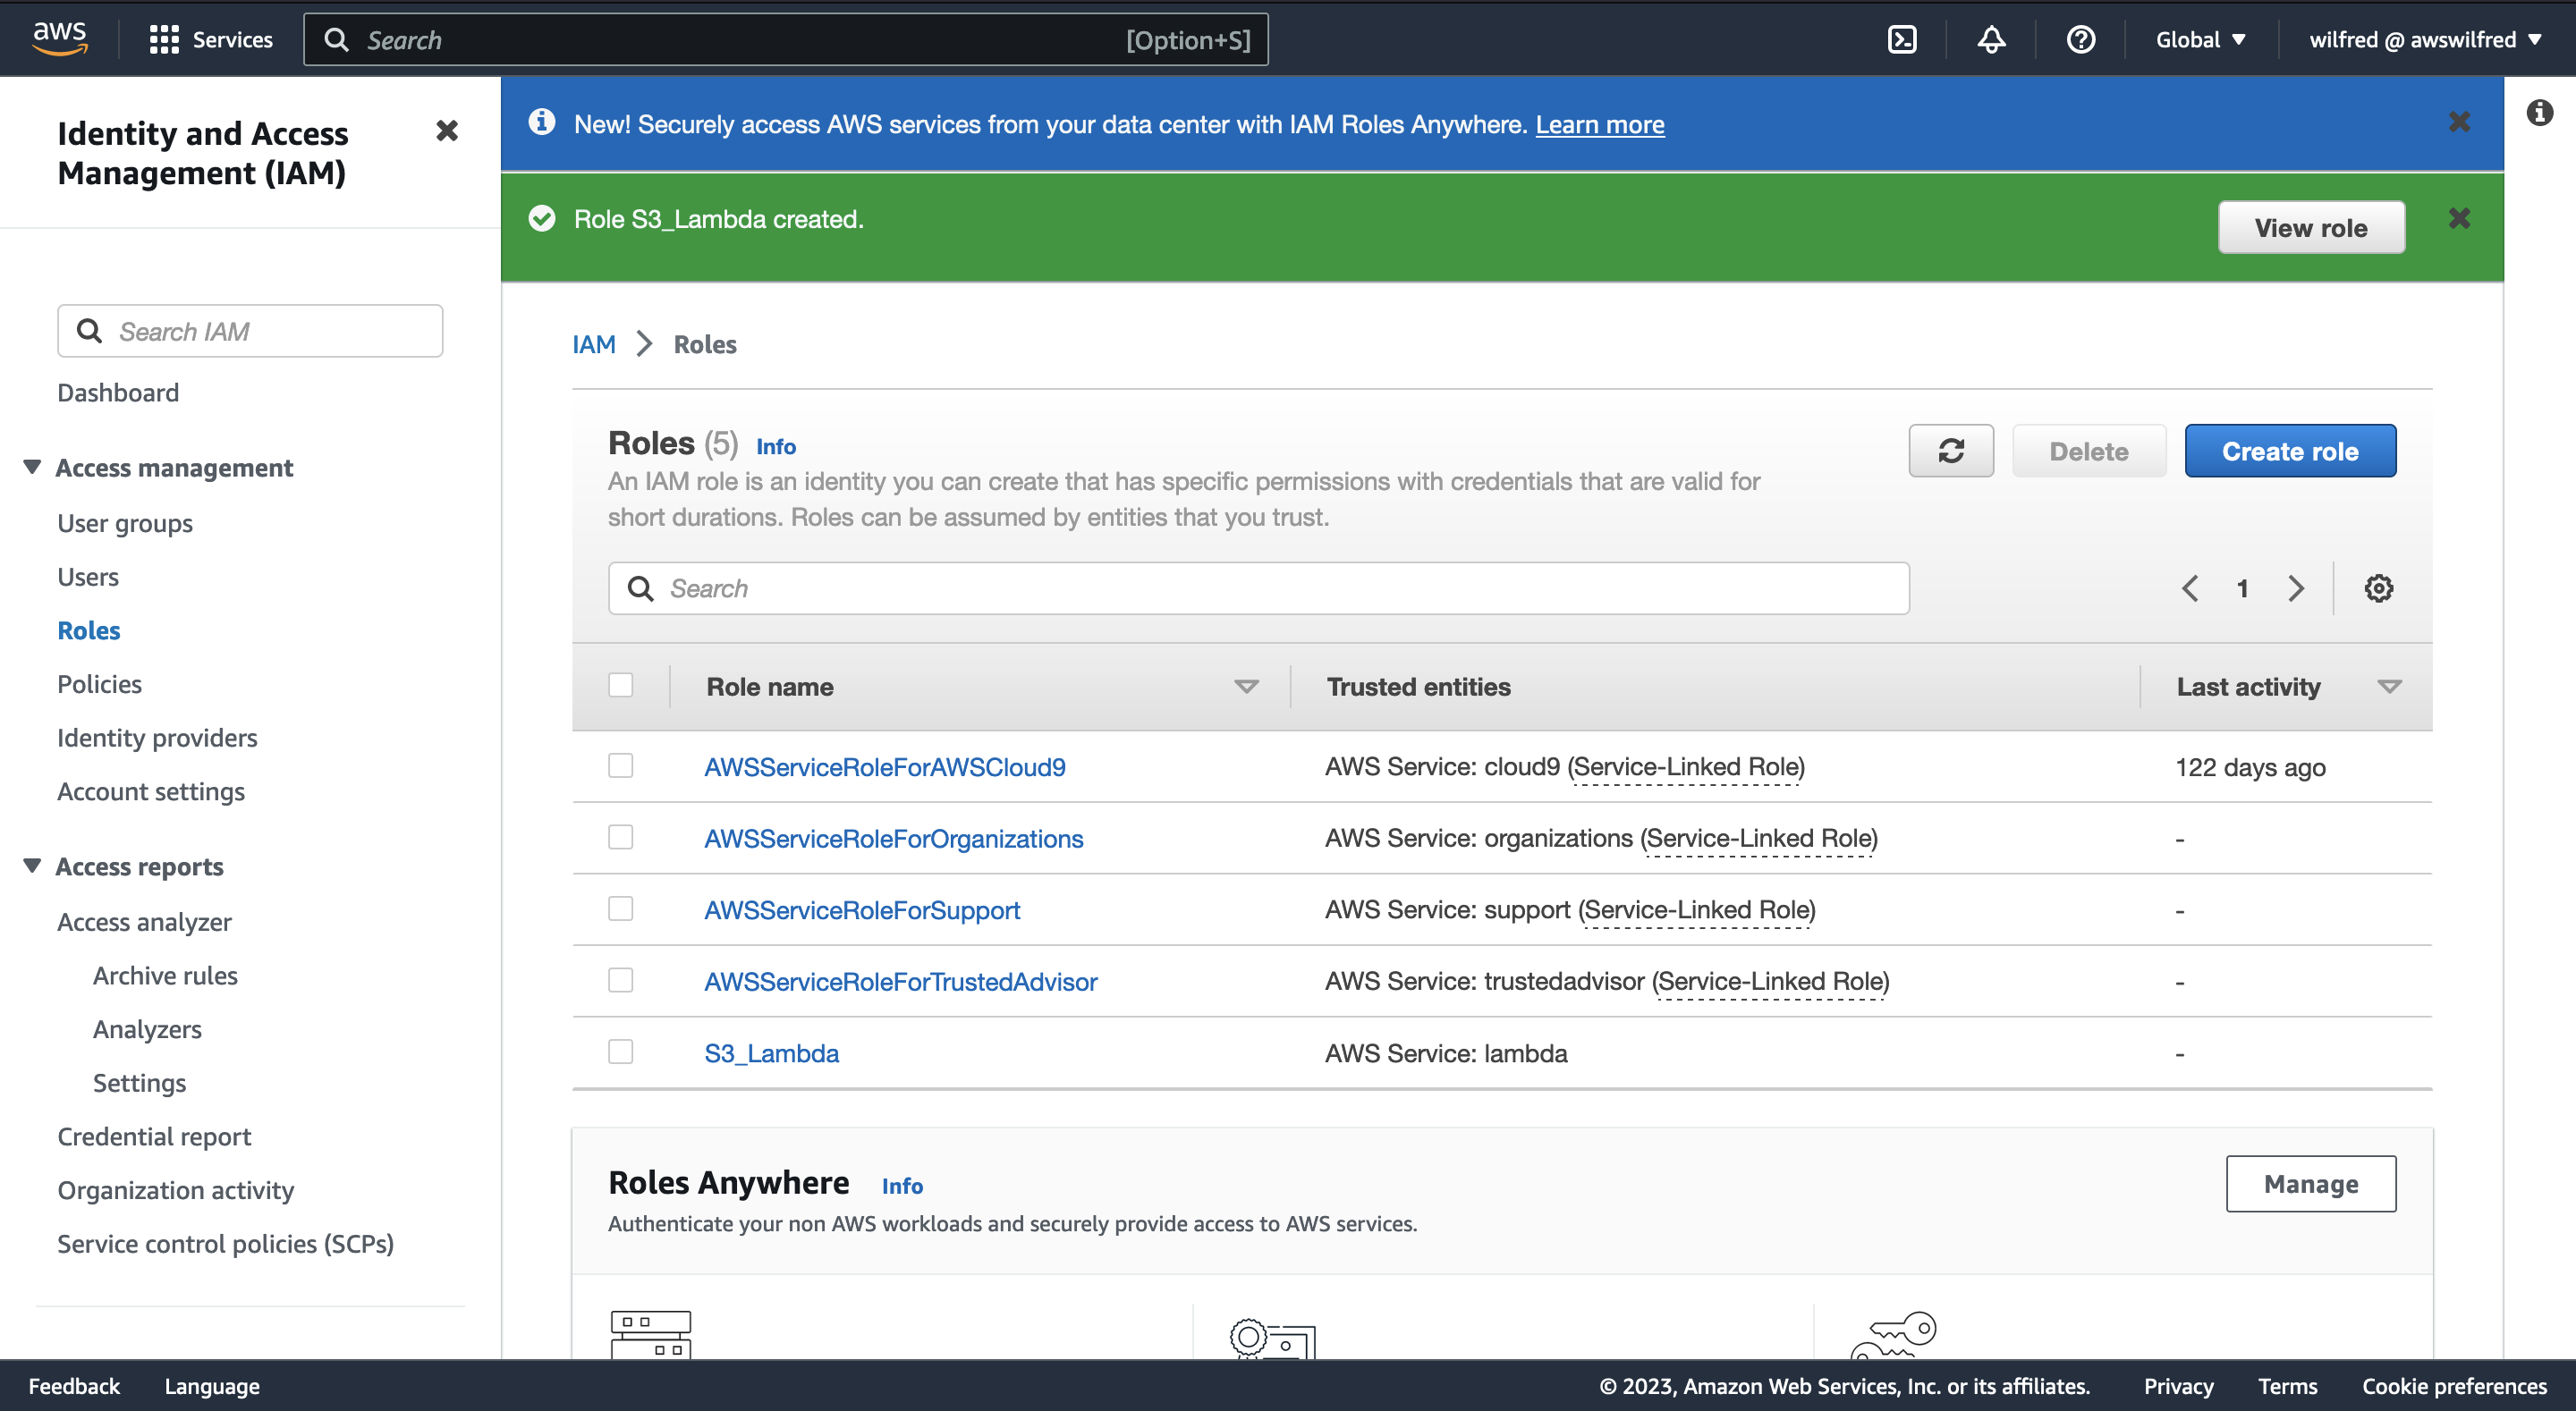 aws
Services
Search
[Option+S]
Global
wilfred @ awswilfred
Identity and Access
Management (IAM)
Search IAM
Dashboard
Access management
User groups
Users
Roles
Policies
Identity providers
Account settings
Access reports
Access analyzer
Archive rules
Analyzers
Settings
Credential report
Organization activity
Service control policies (SCPs)
New! Securely access AWS services from your data center with IAM Roles Anywhere. Learn more
Role S3_Lambda created.
View role
IAM > Roles
Roles (5) Info
An IAM role is an identity you can create that has specific permissions with credentials that are valid for
short durations. Roles can be assumed by entities that you trust.
Delete
Create role
Search
1
Role name Trusted entities Last activity
AWSServiceRoleForAWSCloud9 AWS Service: cloud9 (Service-Linked Role) 122 days ago
AWSServiceRoleForOrganizations AWS Service: organizations (Service-Linked Role) -
AWSServiceRoleForSupport AWS Service: support (Service-Linked Role) -
AWSServiceRoleForTrustedAdvisor AWS Service: trustedadvisor (Service-Linked Role) -
S3_Lambda AWS Service: lambda -
Roles Anywhere Info
Authenticate your non AWS workloads and securely provide access to AWS services.
Manage
Feedback
Language
© 2023, Amazon Web Services, Inc. or its affiliates.
Privacy
Terms
Cookie preferences